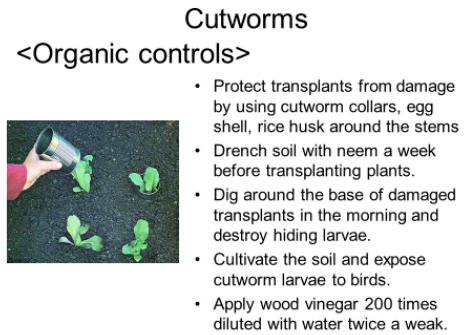 Cutworms
<Organic controls>
• Protect transplants from damage
by using cutworm collars, egg
shell, rice husk around the stems
• Drench soil with neem a week
before transplanting plants.
• Dig around the base of damaged
transplants in the morning and
destroy hiding larvae.
• Cultivate the soil and expose
cutworm larvae to birds.
• Apply wood vinegar 200 times
diluted with water twice a weak.